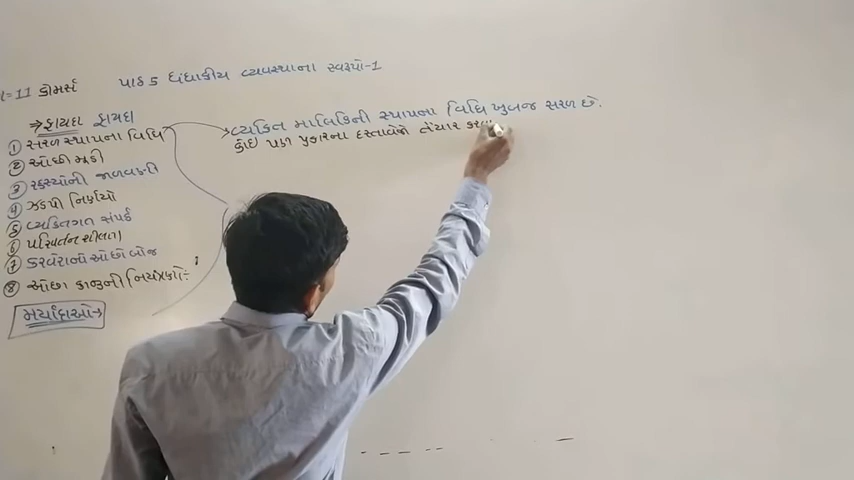 -11 કોમર્સ પાઠ 5 ધંધાકીય વ્યવસ્થાના સ્વરૂપો-1
⇒ ફાયદા ફાયદા
① સરળ સ્થાપના વિધિ
② ઓછી મૂડી
③ રહસ્યોની જાળવણી
④ ઝડપી નિર્ણયો
⑤ વ્યક્તિગત સંપર્ક
⑥ પરિવર્તનશીલતા
⑦ કરવેરાનો ઓછો બોજ
⑧ ઓછા કાનુની નિયંત્રણો:
મર્યાદાઓ→
વ્યકિત માલિકિની સ્થાપના વિધિ ખુબજ સરળ છે.
કોઇ પણ પ્રકારના દસ્તાવેજો તૈયાર